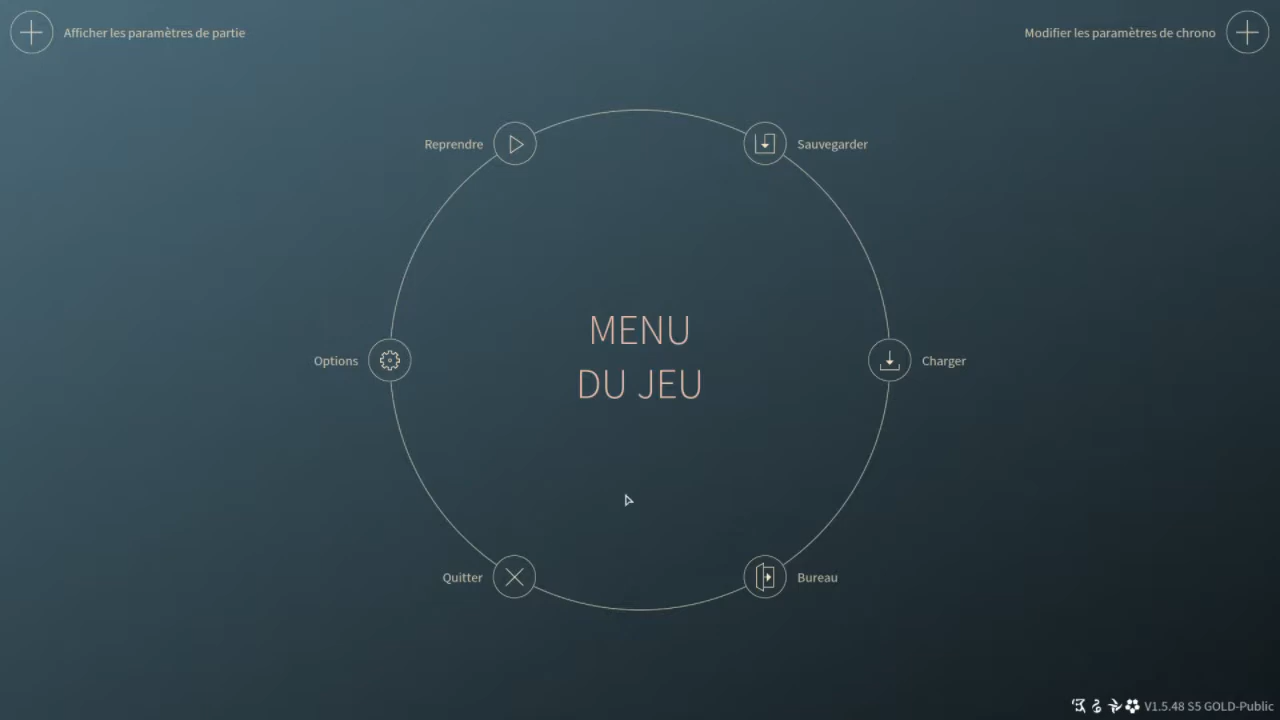 Afficher les paramètres de partie
Modifier les paramètres de chrono
Reprendre
Sauvegarder
MENU
DU JEU
Options
Charger
Quitter
Bureau
V1.5.48 S5 GOLD-Public